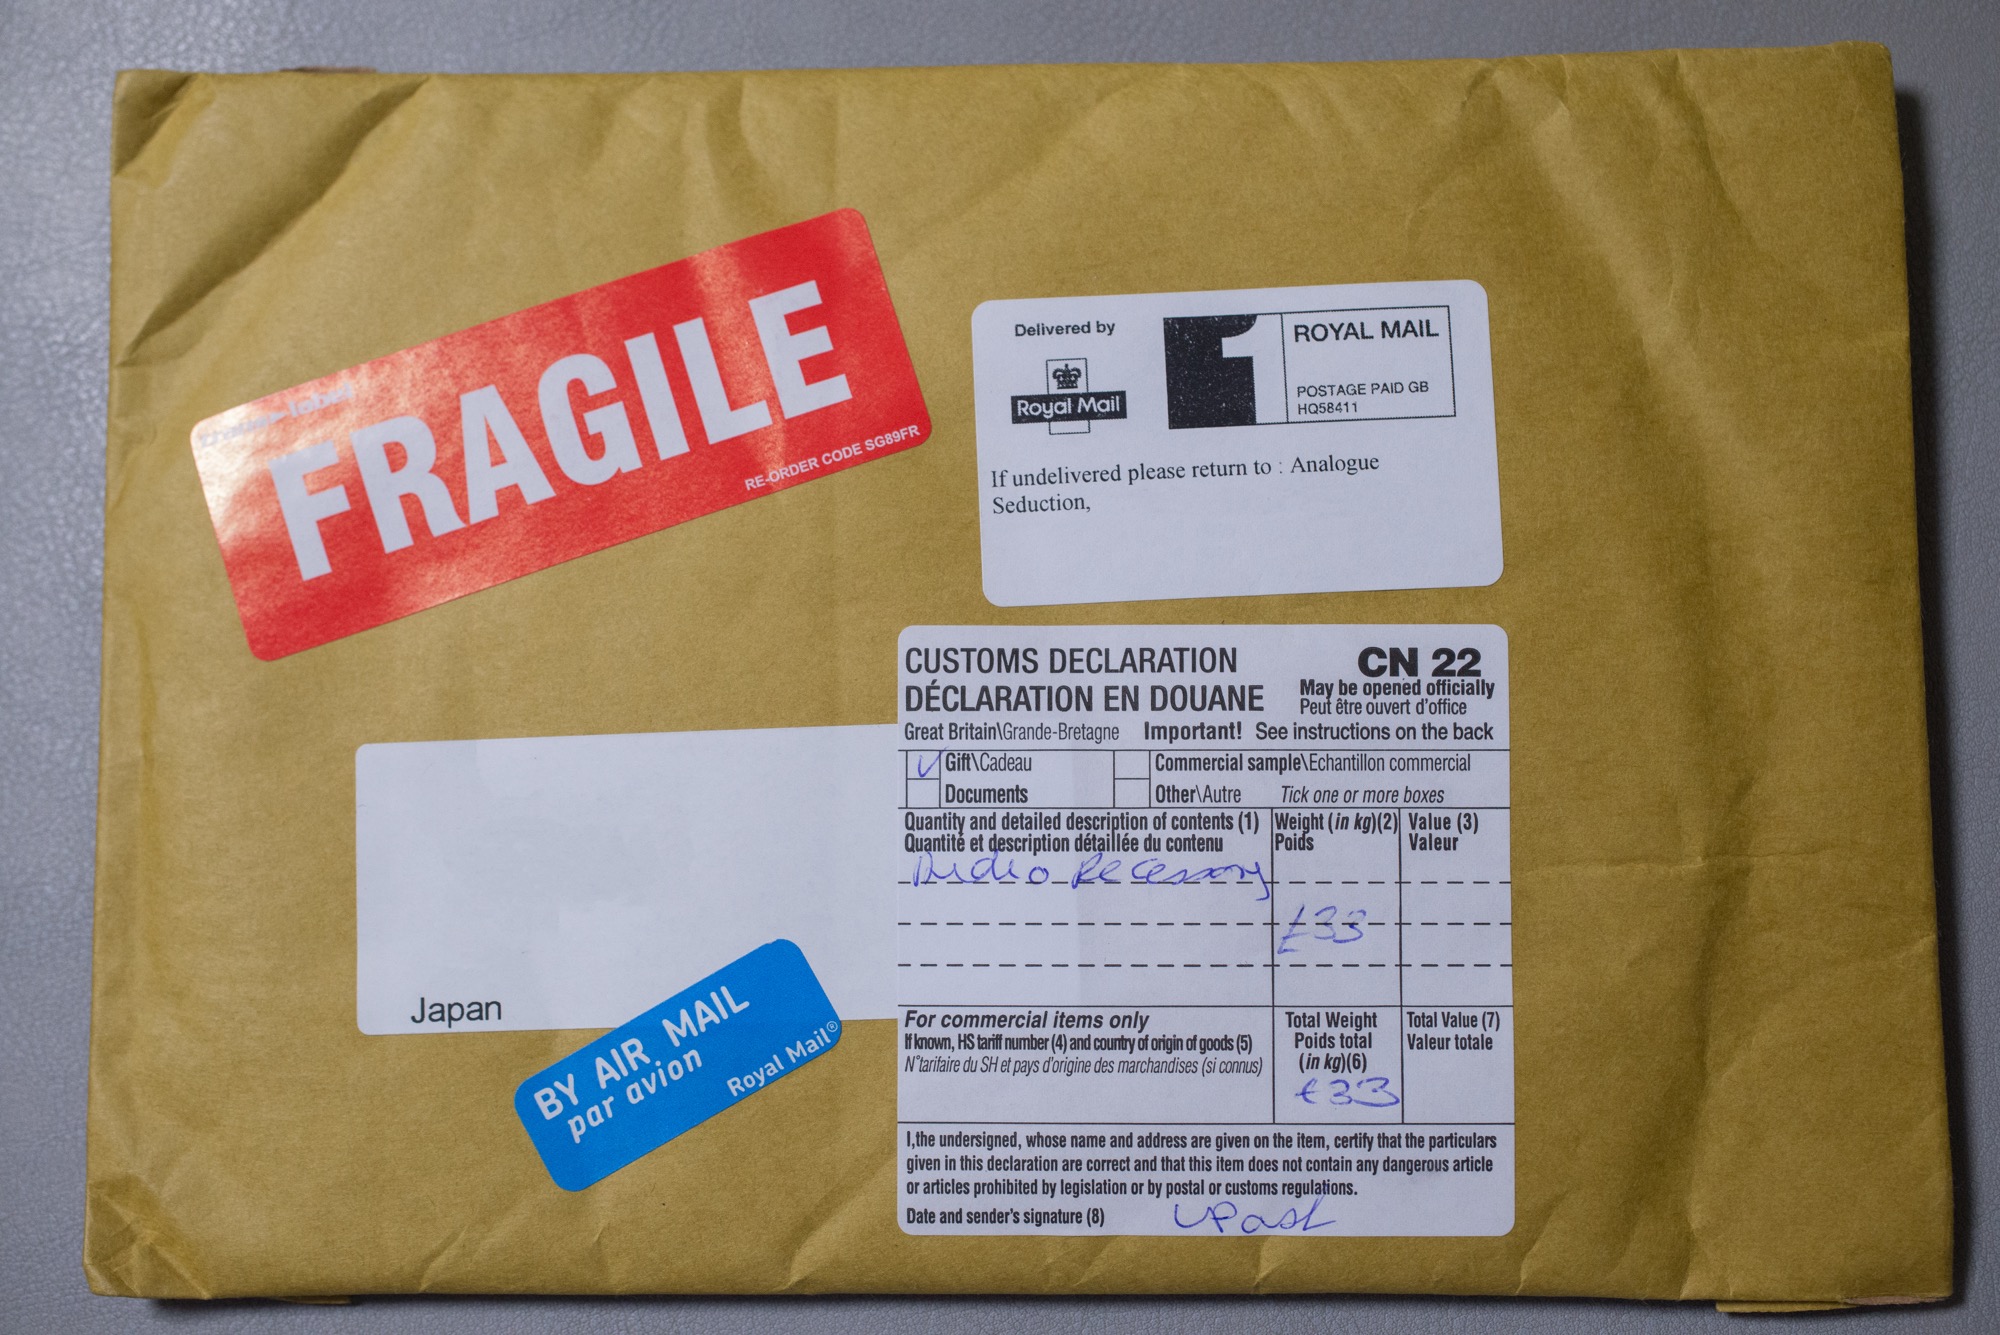 FRAGILE
RE-ORDER CODE SG89FR
Delivered by
Royal Mail
1
ROYAL MAIL
POSTAGE PAID GB
HQ58411
If undelivered please return to : Analogue
Seduction,
CUSTOMS DECLARATION
DÉCLARATION EN DOUANE
CN 22
May be opened officially
Peut être ouvert d'office
Great Britain\Grande-Bretagne Important! See instructions on the back
Gift\Cadeau
Commercial sample\Echantillon commercial
Documents
Other\Autre Tick one or more boxes
Quantity and detailed description of contents (1)
Quantité et description détaillée du contenu
Weight (in kg)(2)
Poids
Value (3)
Valeur
Audio Accessory
£33
For commercial items only
If known, HS tariff number (4) and country of origin of goods (5)
N°tarifaire du SH et pays d'origine des marchandises (si connus)
Total Weight
Poids total
(in kg)(6)
£33
Total Value (7)
Valeur totale
I,the undersigned, whose name and address are given on the item, certify that the particulars
given in this declaration are correct and that this item does not contain any dangerous article
or articles prohibited by legislation or by postal or customs regulations.
Date and sender's signature (8)
Japan
BY AIR MAIL
par avion
Royal Mail®